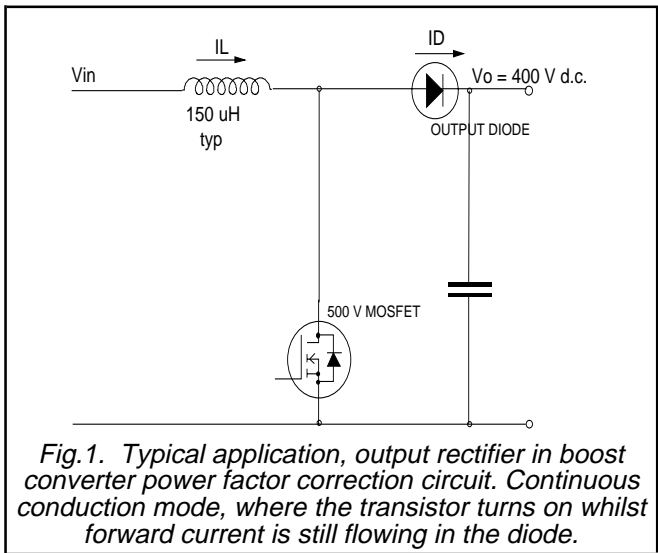 IL
ID
Vin
Vo = 400 V d.c.
150 uH
typ
OUTPUT DIODE
500 V MOSFET
Fig.1. Typical application, output rectifier in boost
converter power factor correction circuit. Continuous
conduction mode, where the transistor turns on whilst
forward current is still flowing in the diode.